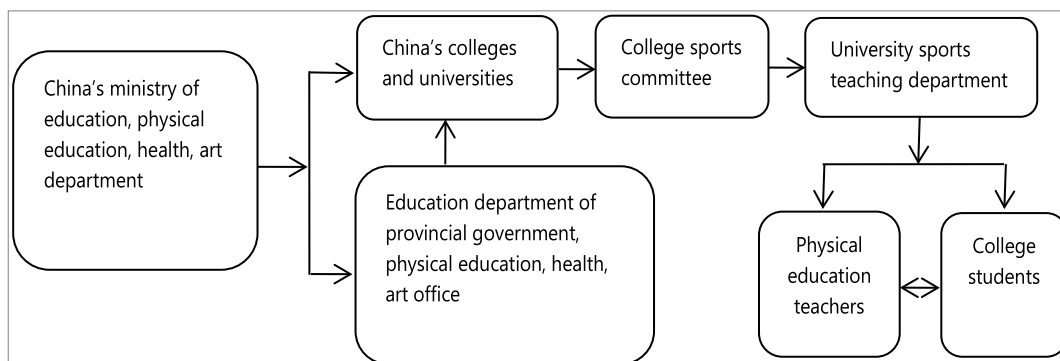 China's ministry of
education, physical
education, health, art
department
China's colleges
and universities
College sports
committee
University sports
teaching department
Education department of
provincial government,
physical education, health,
art office
Physical
education
teachers
College
students